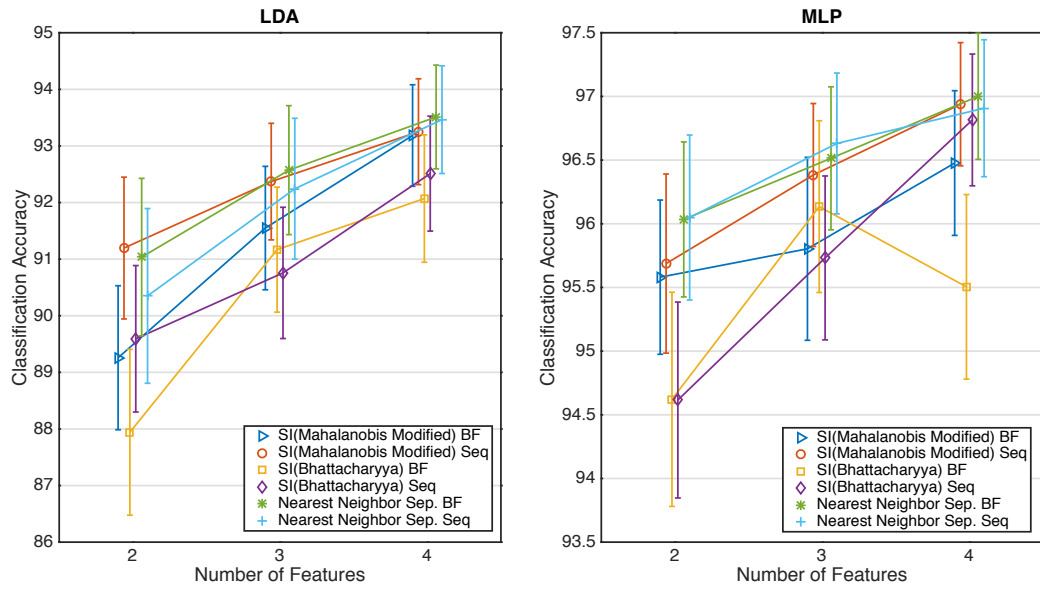 LDA
95
94
93
92
91
90
89
88
87
86
Classification Accuracy
2
3
4
Number of Features
SI(Mahalanobis Modified) BF
SI(Mahalanobis Modified) Seq
SI(Bhattacharyya) BF
SI(Bhattacharyya) Seq
Nearest Neighbor Sep. BF
Nearest Neighbor Sep. Seq
MLP
97.5
97
96.5
96
95.5
95
94.5
94
93.5
Classification Accuracy
2
3
4
Number of Features
SI(Mahalanobis Modified) BF
SI(Mahalanobis Modified) Seq
SI(Bhattacharyya) BF
SI(Bhattacharyya) Seq
Nearest Neighbor Sep. BF
Nearest Neighbor Sep. Seq